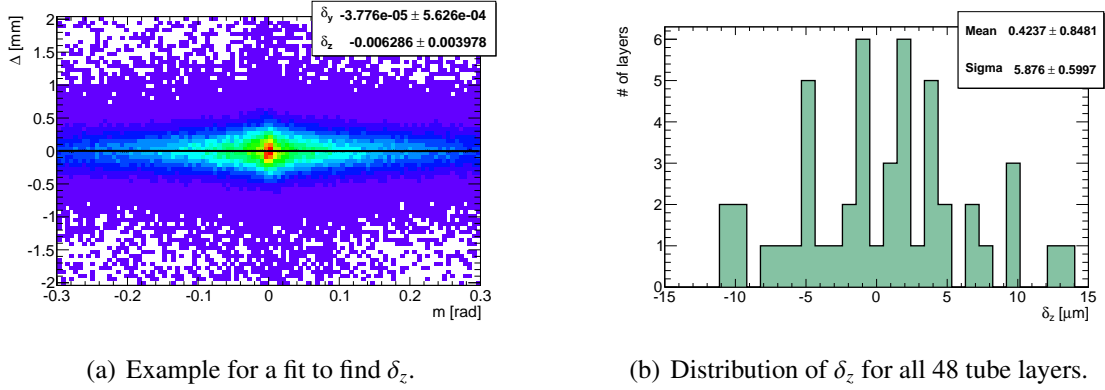 δy -3.776e-05 ± 5.626e-04
δz -0.006286 ± 0.003978
Δ [mm]
2
1.5
1
0.5
0
-0.5
-1
-1.5
-2
-0.3 -0.2 -0.1 0 0.1 0.2 0.3
m [rad]
(a) Example for a fit to find δz.
Mean 0.4237 ± 0.8481
Sigma 5.876 ± 0.5997
# of layers
6
5
4
3
2
1
0
-15 -10 -5 0 5 10 15
δz [μm]
(b) Distribution of δz for all 48 tube layers.